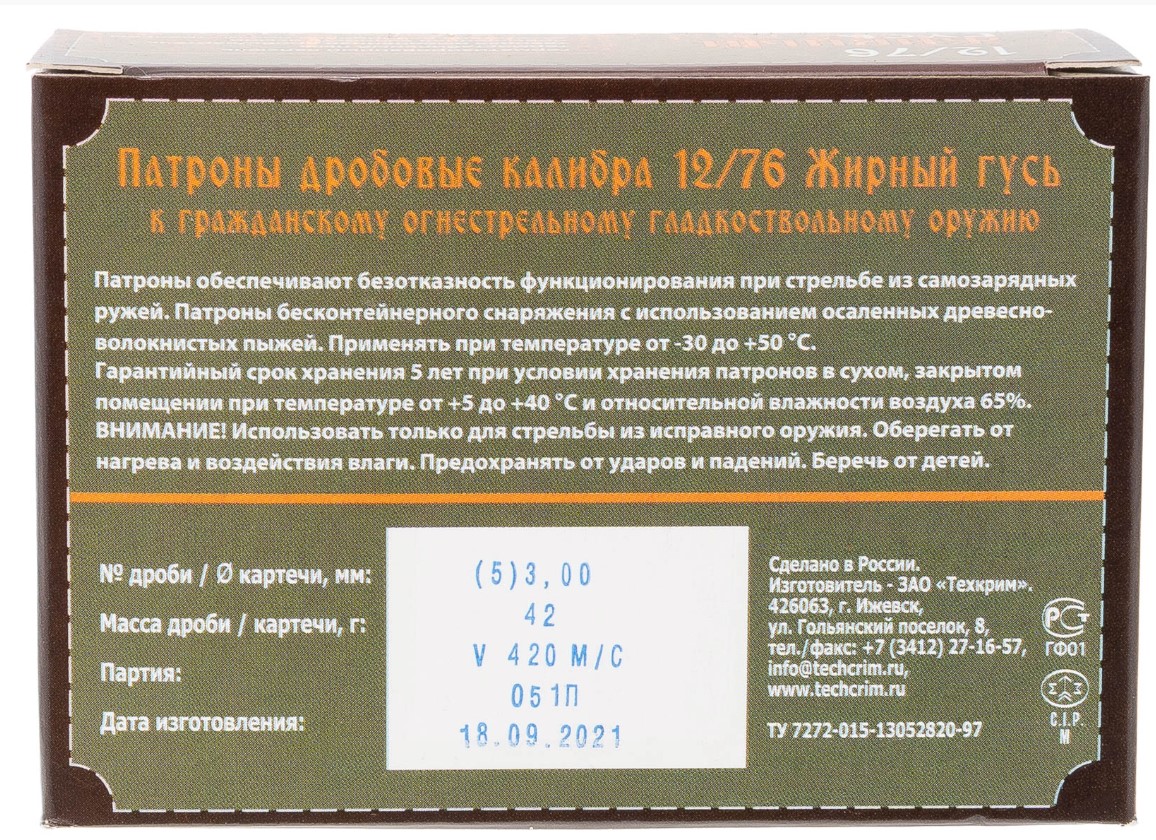 12/76
Патроны дробовые калибра 12/76 Жирный гусь
к гражданскому огнестрельному гладкоствольному оружию
Патроны обеспечивают безотказность функционирования при стрельбе из самозарядных
ружей. Патроны бесконтейнерного снаряжения с использованием осаленных древесно-
волокнистых пыжей. Применять при температуре от -30 до +50 °С.
Гарантийный срок хранения 5 лет при условии хранения патронов в сухом, закрытом
помещении при температуре от +5 до +40 °С и относительной влажности воздуха 65%.
ВНИМАНИЕ! Использовать только для стрельбы из исправного оружия. Оберегать от
нагрева и воздействия влаги. Предохранять от ударов и падений. Беречь от детей.
№ дроби / Ø картечи, мм:
Масса дроби / картечи, г:
Партия:
Дата изготовления:
(5)3,00
42
V 420 М/С
051П
18.09.2021
Сделано в России.
Изготовитель - ЗАО «Техкрим».
426063, г. Ижевск,
ул. Гольянский поселок, 8,
тел./факс: +7 (3412) 27-16-57,
info@techcrim.ru,
www.techcrim.ru
ТУ 7272-015-13052820-97
РСТ
ГФ01
C.I.P.
М